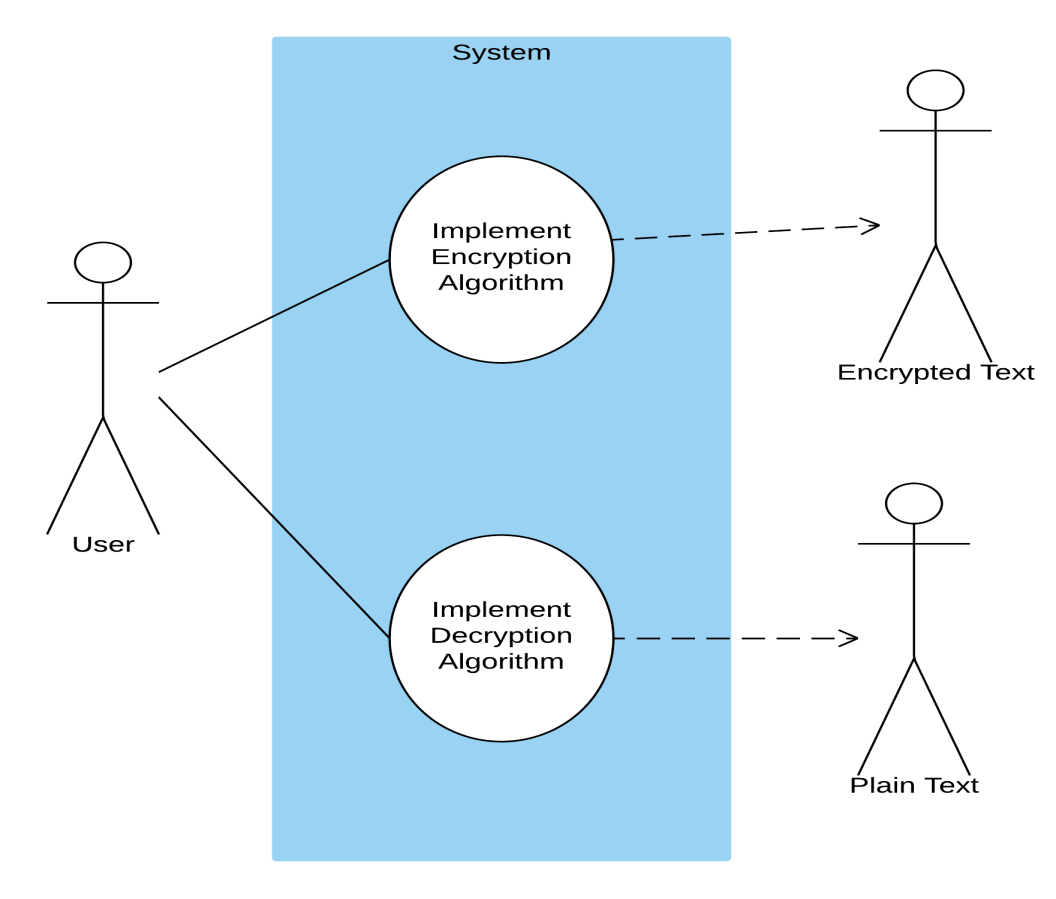 System
Implement
Encryption
Algorithm
Encrypted Text
User
Implement
Decryption
Algorithm
Plain Text